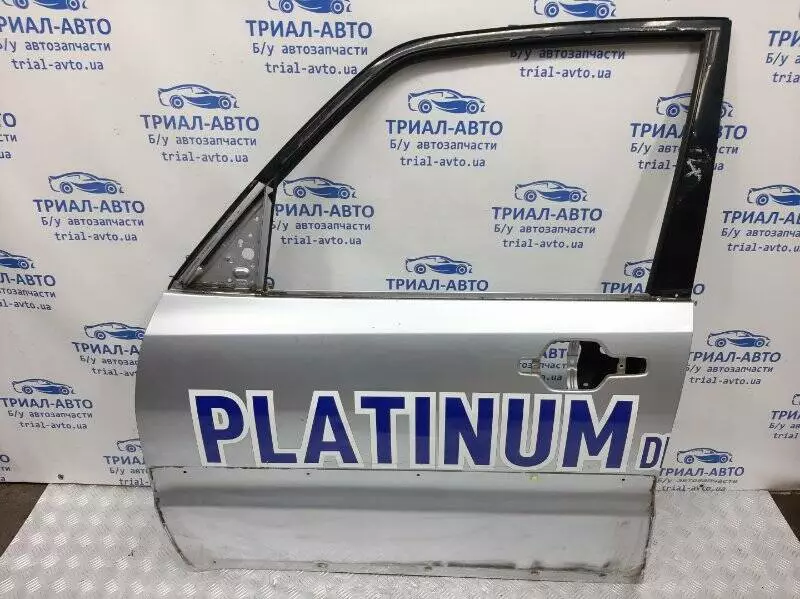 ТРИАЛ-АВТО
Б/у автозапчасти
trial-avto.ua
PLATINUM